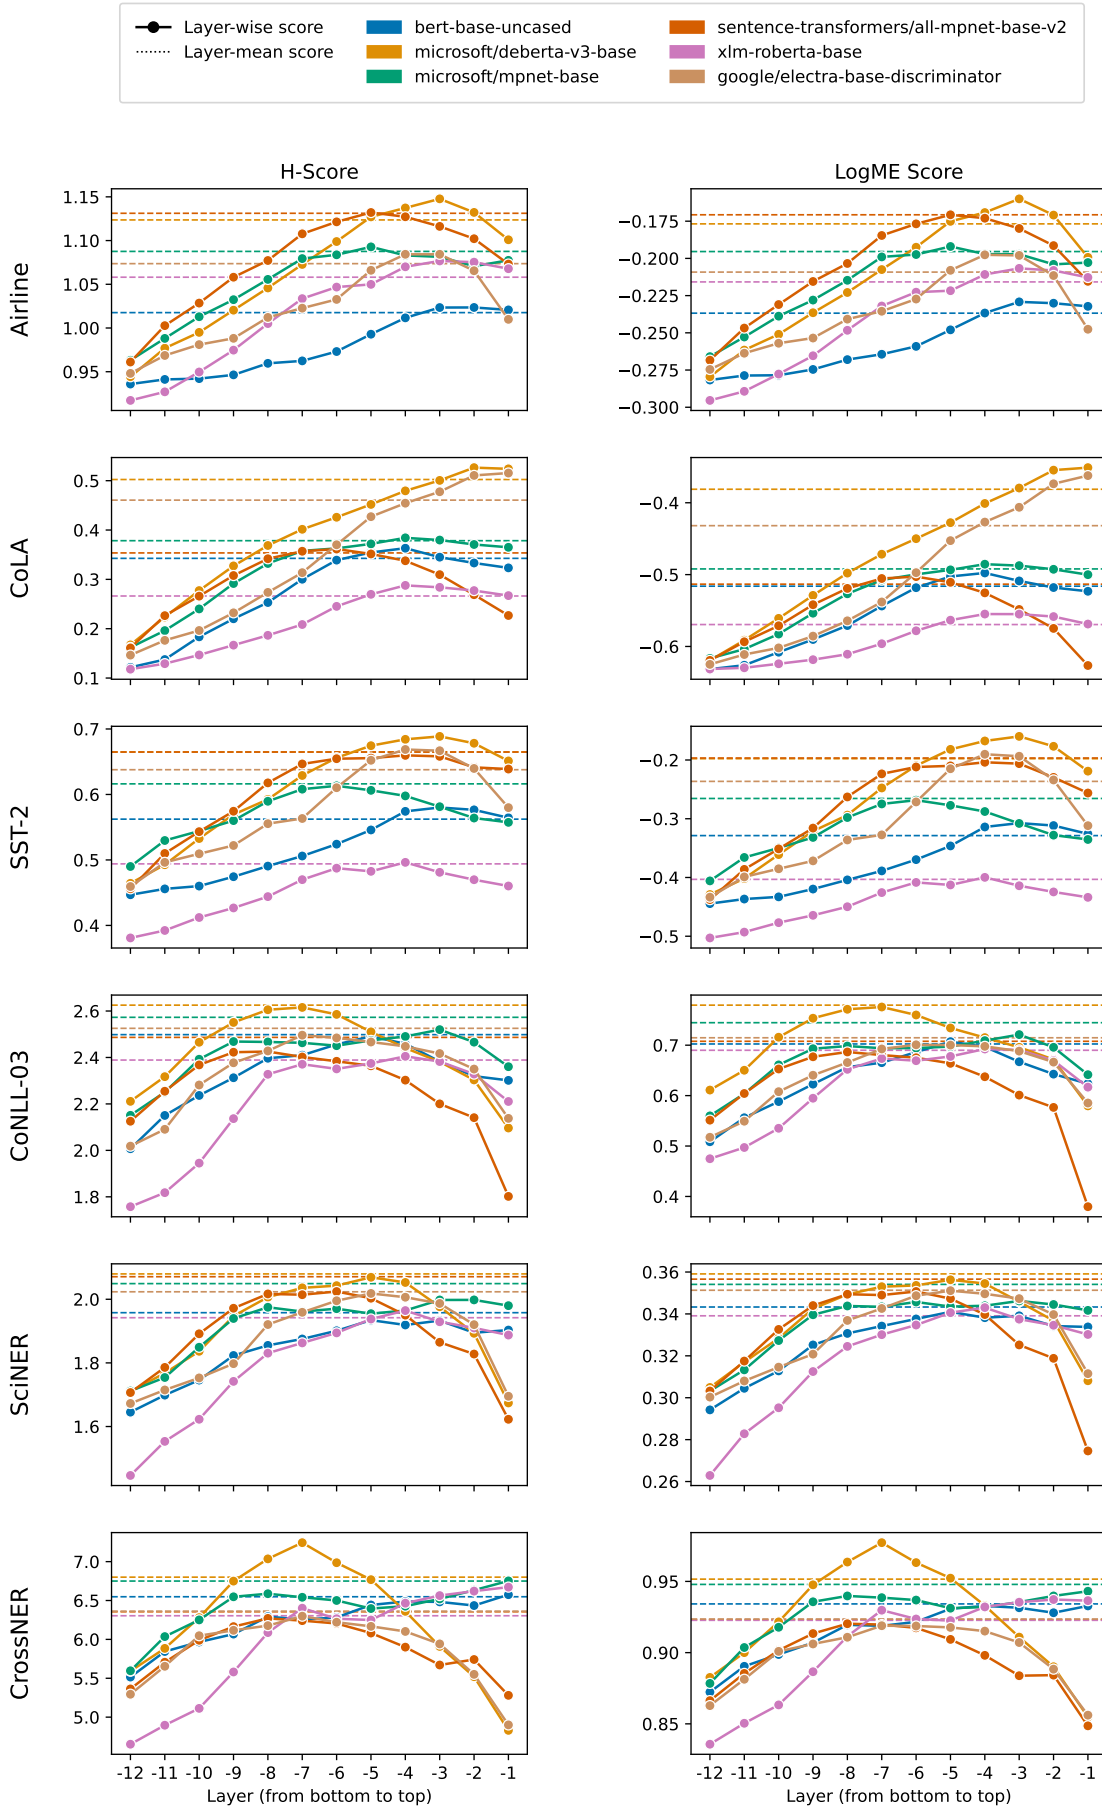 Layer-wise score
Layer-mean score
bert-base-uncased
microsoft/deberta-v3-base
microsoft/mpnet-base
sentence-transformers/all-mpnet-base-v2
xlm-roberta-base
google/electra-base-discriminator
H-Score
LogME Score
Airline
1.15
1.10
1.05
1.00
0.95
−0.175
−0.200
−0.225
−0.250
−0.275
−0.300
CoLA
0.5
0.4
0.3
0.2
0.1
−0.4
−0.5
−0.6
SST-2
0.7
0.6
0.5
0.4
−0.2
−0.3
−0.4
−0.5
CoNLL-03
2.6
2.4
2.2
2.0
1.8
0.7
0.6
0.5
0.4
SciNER
2.0
1.8
1.6
0.36
0.34
0.32
0.30
0.28
0.26
CrossNER
7.0
6.5
6.0
5.5
5.0
0.95
0.90
0.85
-12 -11 -10 -9 -8 -7 -6 -5 -4 -3 -2 -1
Layer (from bottom to top)
-12 -11 -10 -9 -8 -7 -6 -5 -4 -3 -2 -1
Layer (from bottom to top)